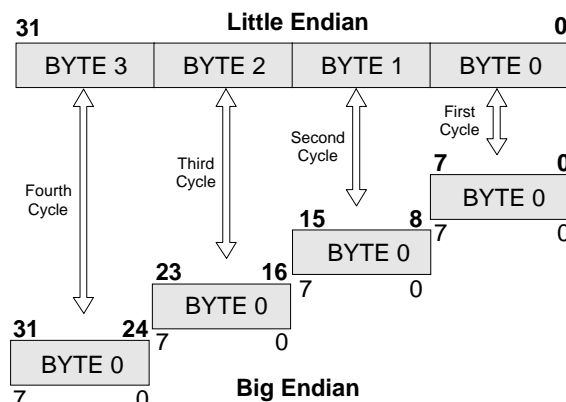 Little Endian
31 0
BYTE 3 BYTE 2 BYTE 1 BYTE 0
First
Cycle
Second
Cycle
Third
Cycle
Fourth
Cycle
7 0
BYTE 0
7 0
15 8
BYTE 0
7 0
23 16
BYTE 0
7 0
31 24
BYTE 0
7 0
Big Endian